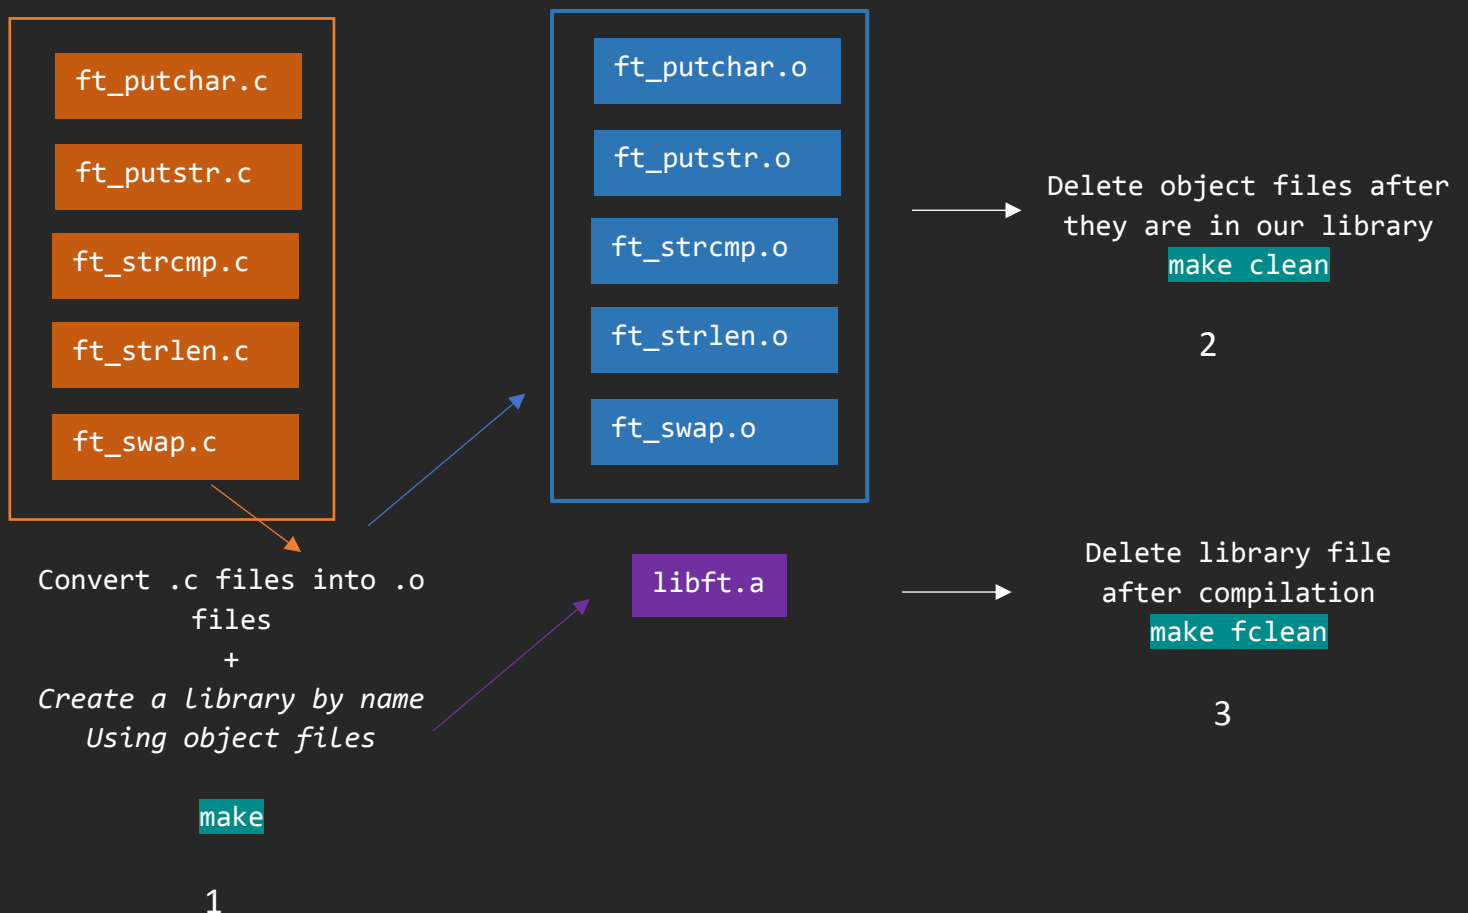 ft_putchar.c
ft_putstr.c
ft_strcmp.c
ft_strlen.c
ft_swap.c
Convert .c files into .o
files
+
Create a library by name
Using object files
make
1
ft_putchar.o
ft_putstr.o
ft_strcmp.o
ft_strlen.o
ft_swap.o
libft.a
Delete object files after
they are in our library
make clean
2
Delete library file
after compilation
make fclean
3